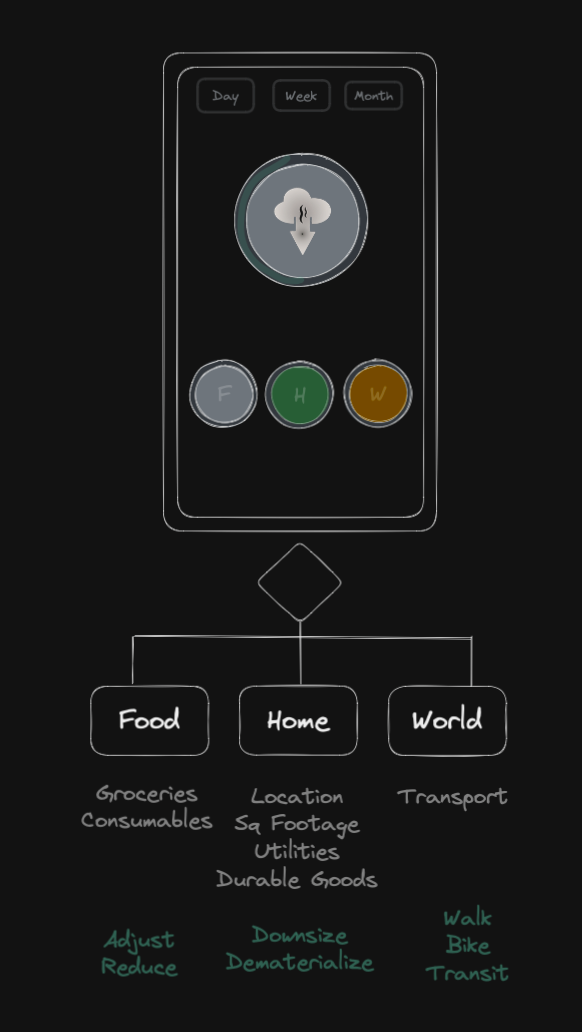 Day Week Month
F H W
Food Home World
Groceries
Consumables
Location
Sq Footage
Utilities
Durable Goods
Transport
Adjust
Reduce
Downsize
Dematerialize
Walk
Bike
Transit